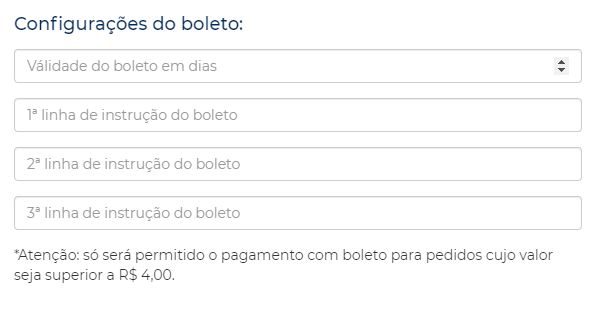 Configurações do boleto:
Válidade do boleto em dias
1ª linha de instrução do boleto
2ª linha de instrução do boleto
3ª linha de instrução do boleto
*Atenção: só será permitido o pagamento com boleto para pedidos cujo valor
seja superior a R$ 4,00.